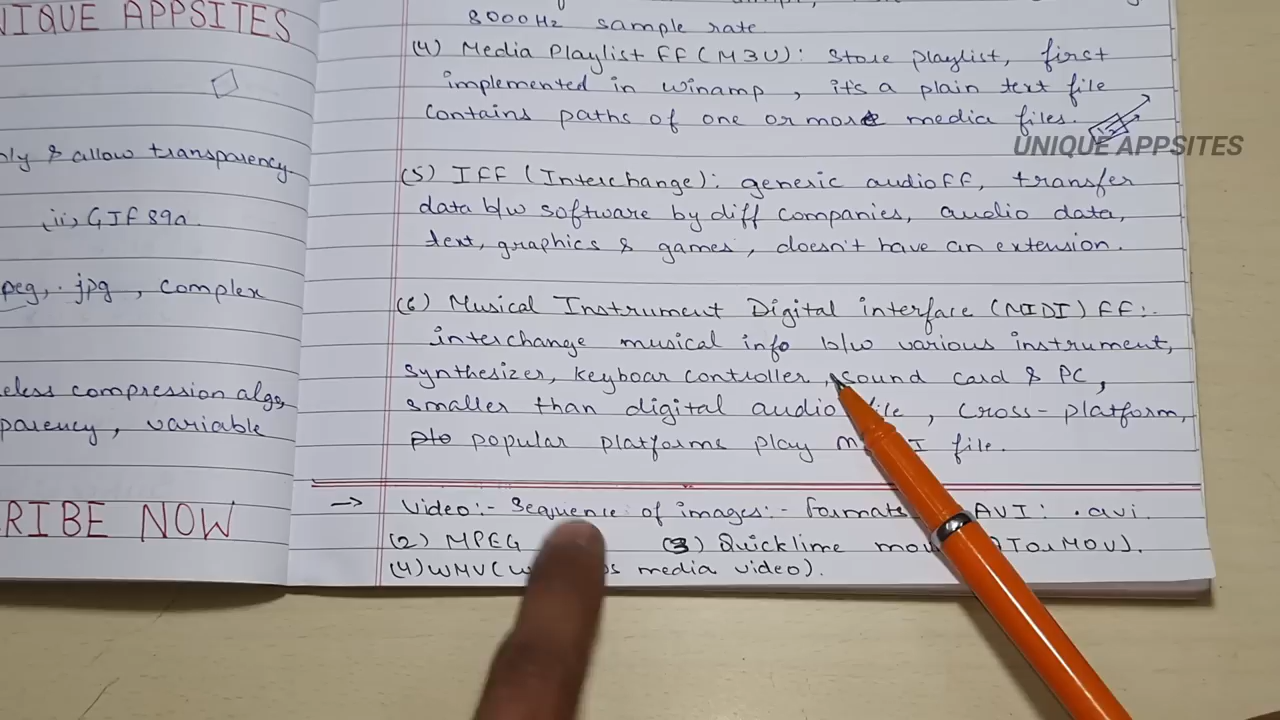 NIQUE APPSITES
nly & allow transparency
ii, GIF 89a.
peg, .jpg, complex
eless compression algo,
parency, variable
RIBE NOW
8000Hz sample rate
(4) Media Playlist FF (M3U): Store playlist, first
implemented in winamp, it's a plain text file
contains paths of one or more media files.
UNIQUE APPSITES
(5) IFF (Interchange): generic audio FF, transfer
data b/w software by diff companies, audio data,
text, graphics & games, doesn't have an extension.
(6) Musical Instrument Digital interface (MIDI) FF:-
interchange musical info b/w various instrument,
synthesizer, keyboar controller, sound card & PC,
smaller than digital audio file, cross-platform,
popular platforms play file.
→ Video:- Sequence of images:- Formats AVI: .avi.
(2) MPEG (3) Quicktime
(4) WMV ( media video).